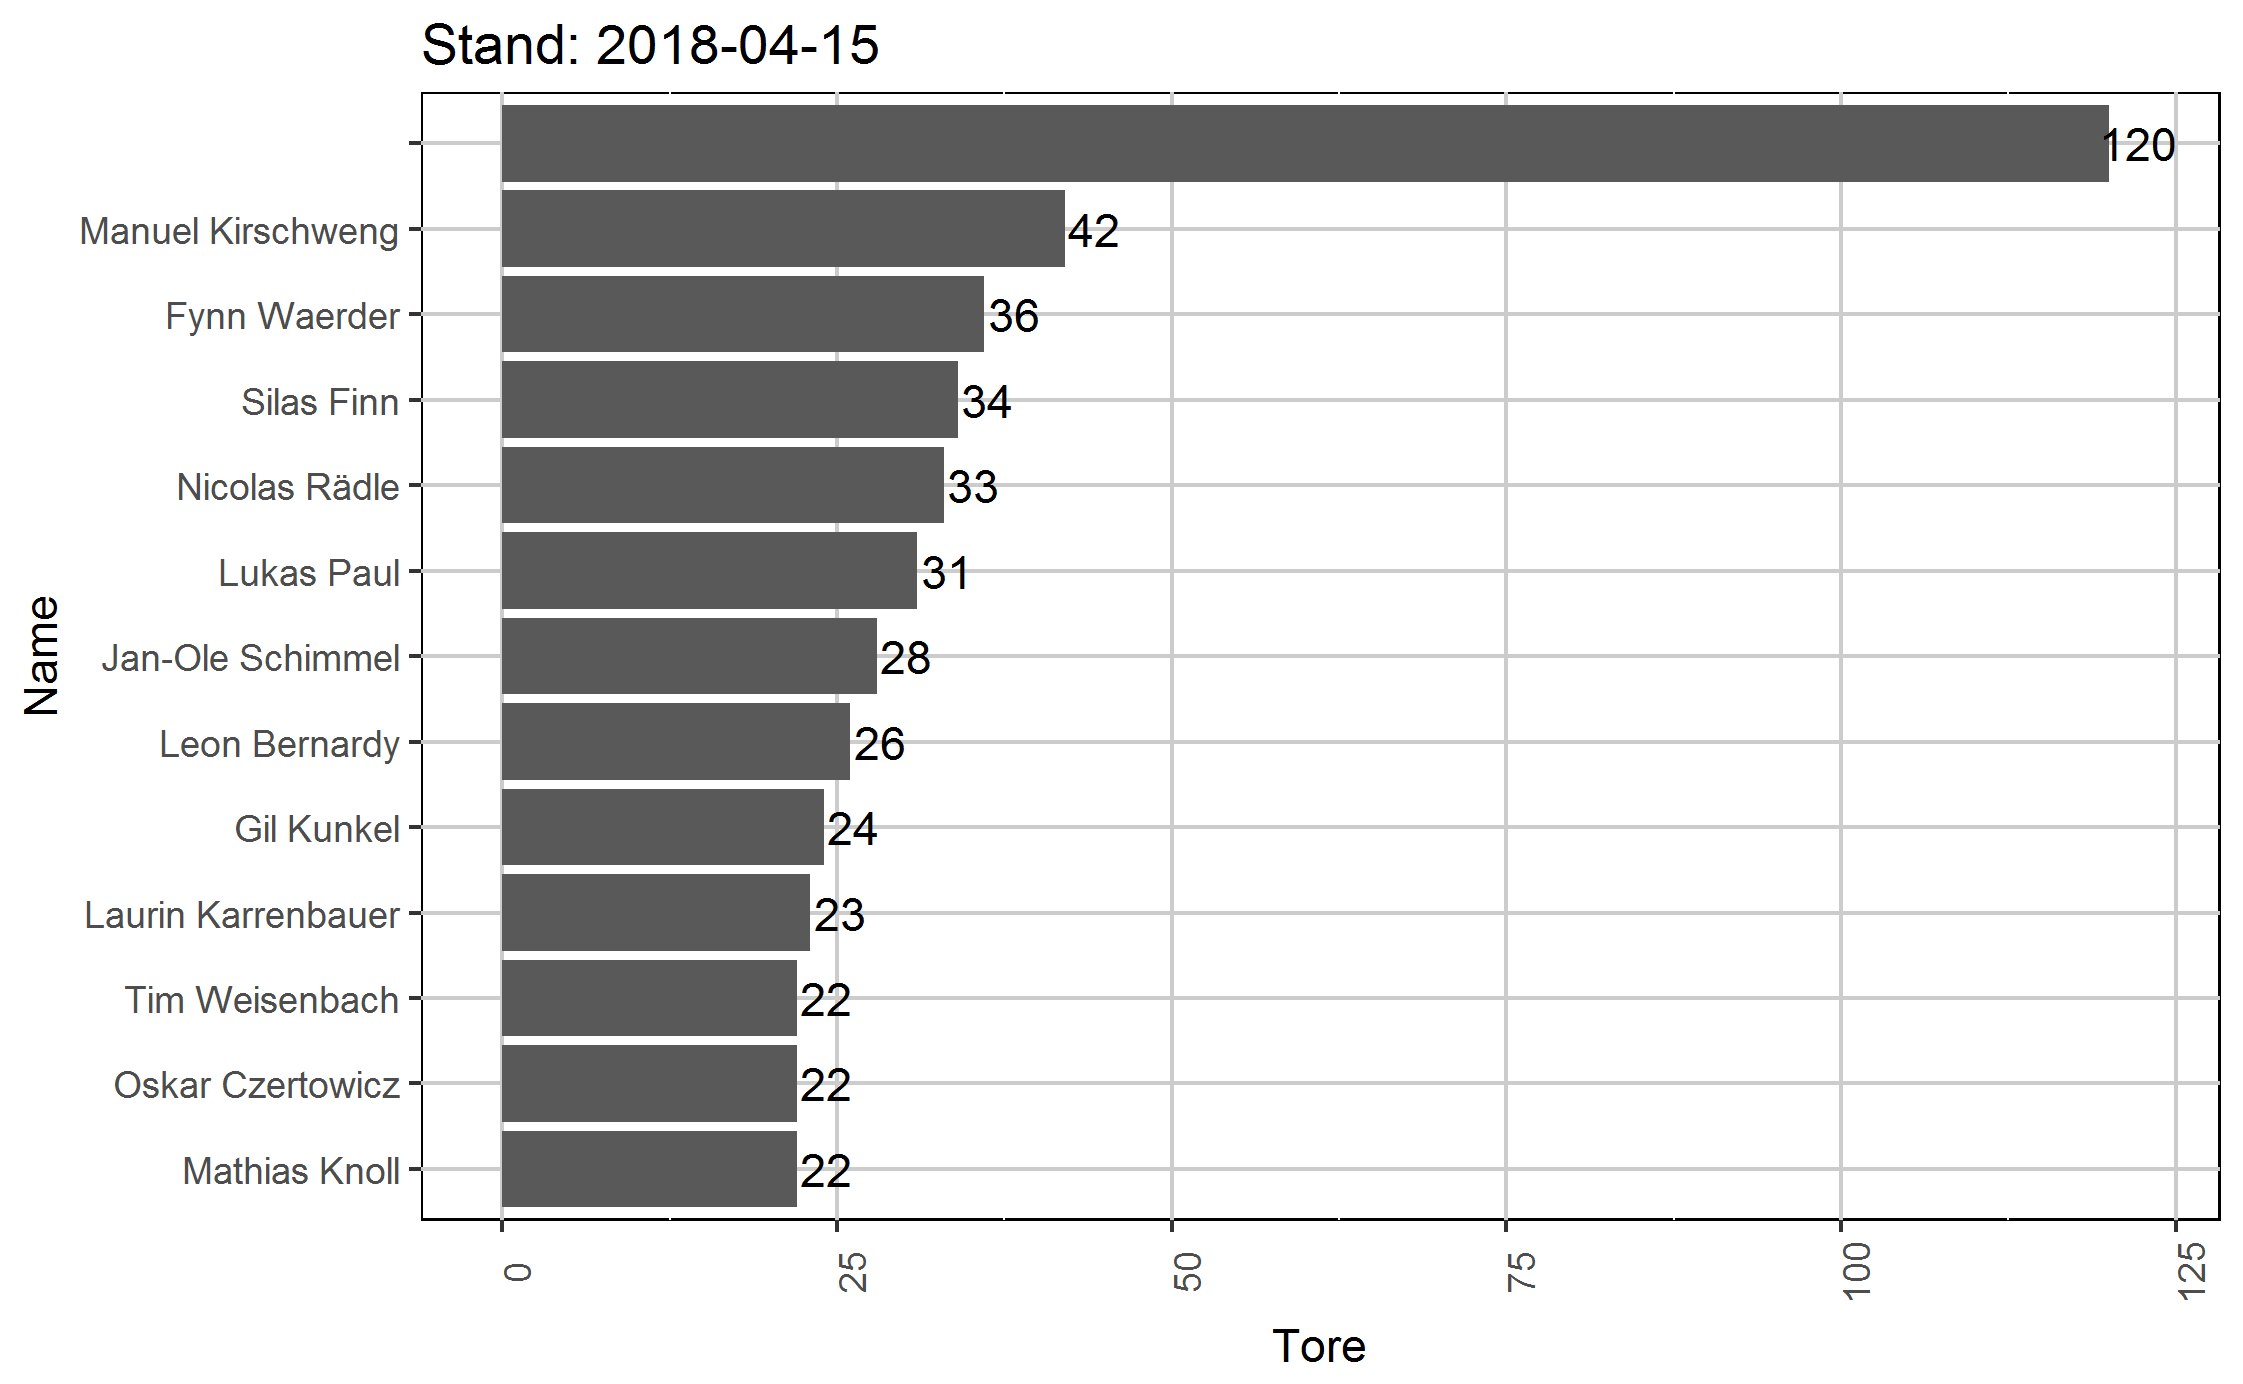 Stand: 2018-04-15
120
Manuel Kirschweng 42
Fynn Waerder 36
Silas Finn 34
Nicolas Rädle 33
Lukas Paul 31
Jan-Ole Schimmel 28
Leon Bernardy 26
Gil Kunkel 24
Laurin Karrenbauer 23
Tim Weisenbach 22
Oskar Czertowicz 22
Mathias Knoll 22
Name
0 25 50 75 100 125
Tore